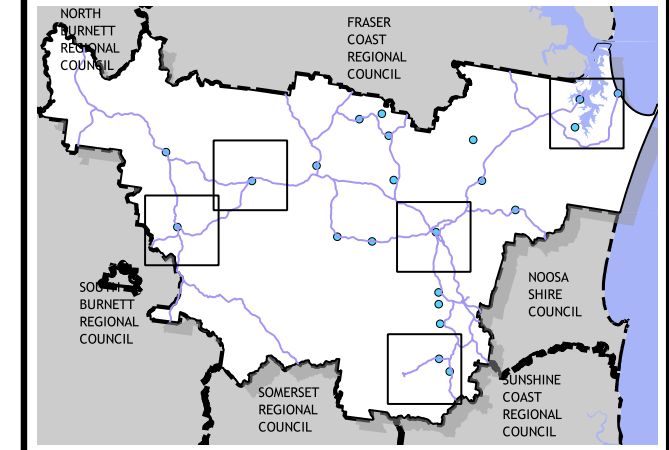 NORTH
BURNETT
REGIONAL
COUNCIL
FRASER
COAST
REGIONAL
COUNCIL
SOUTH
BURNETT
REGIONAL
COUNCIL
NOOSA
SHIRE
COUNCIL
SOMERSET
REGIONAL
COUNCIL
SUNSHINE
COAST
REGIONAL
COUNCIL